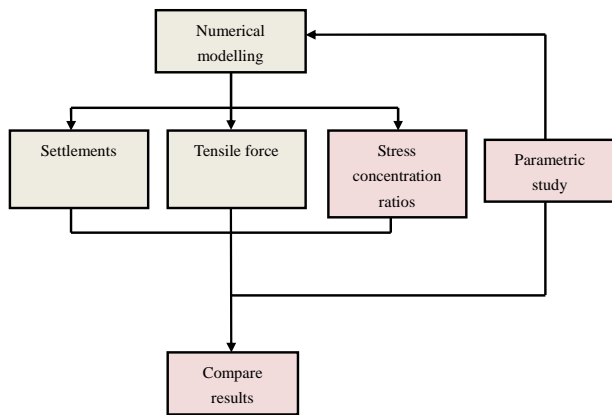 Numerical
modelling
Settlements
Tensile force
Stress
concentration
ratios
Parametric
study
Compare
results